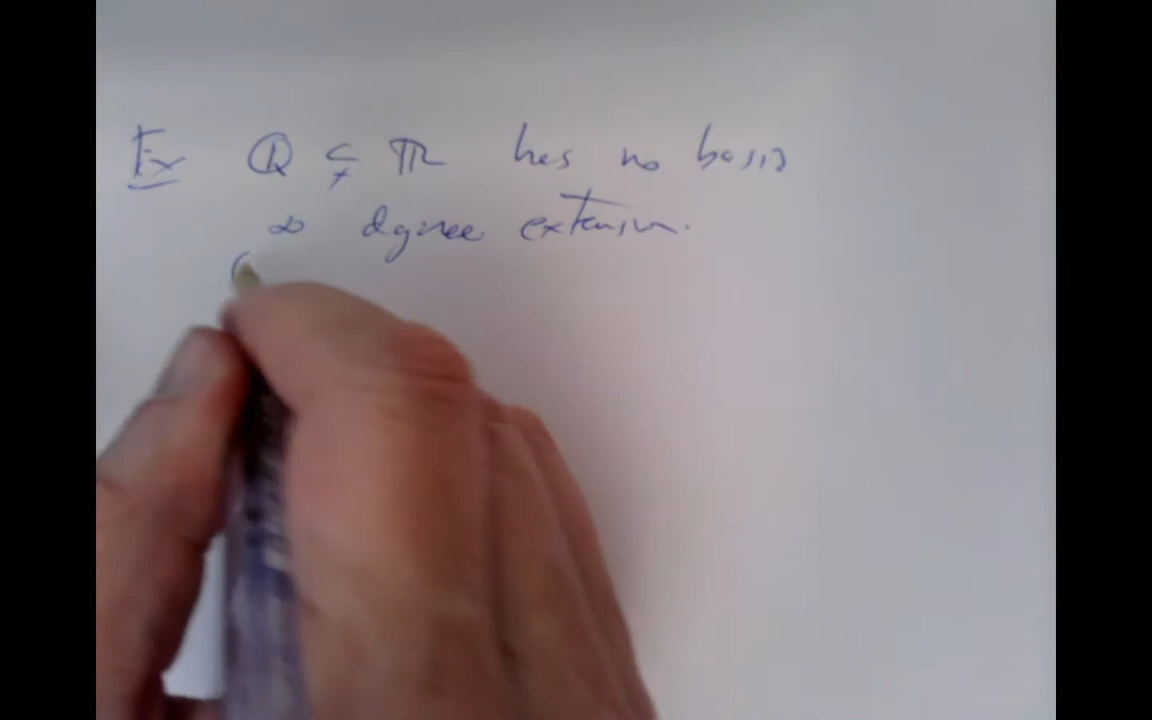 Ex ℚ ⊊ ℝ has no basis
∞ degree extension.